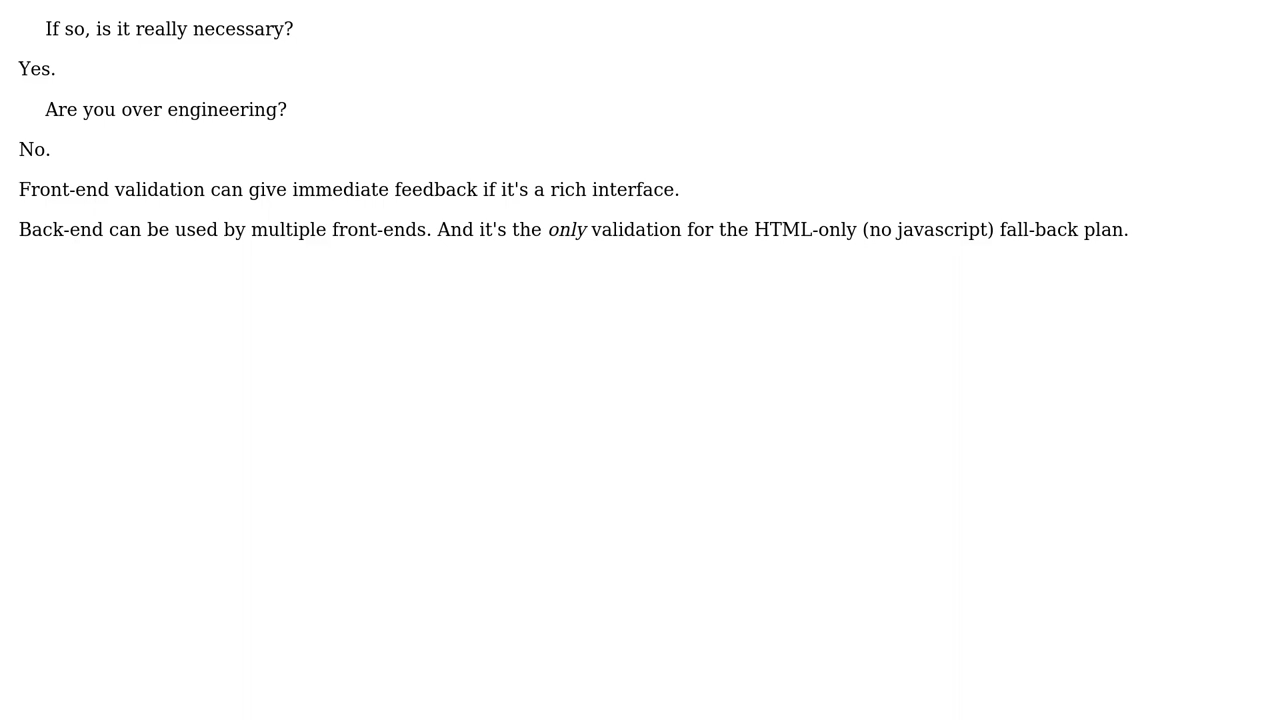 If so, is it really necessary?
Yes.
Are you over engineering?
No.
Front-end validation can give immediate feedback if it's a rich interface.
Back-end can be used by multiple front-ends. And it's the only validation for the HTML-only (no javascript) fall-back plan.